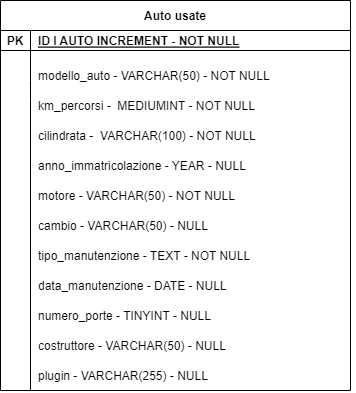 Auto usate
PK ID I AUTO INCREMENT - NOT NULL
modello_auto - VARCHAR(50) - NOT NULL
km_percorsi - MEDIUMINT - NOT NULL
cilindrata - VARCHAR(100) - NOT NULL
anno_immatricolazione - YEAR - NULL
motore - VARCHAR(50) - NOT NULL
cambio - VARCHAR(50) - NULL
tipo_manutenzione - TEXT - NOT NULL
data_manutenzione - DATE - NULL
numero_porte - TINYINT - NULL
costruttore - VARCHAR(50) - NULL
plugin - VARCHAR(255) - NULL